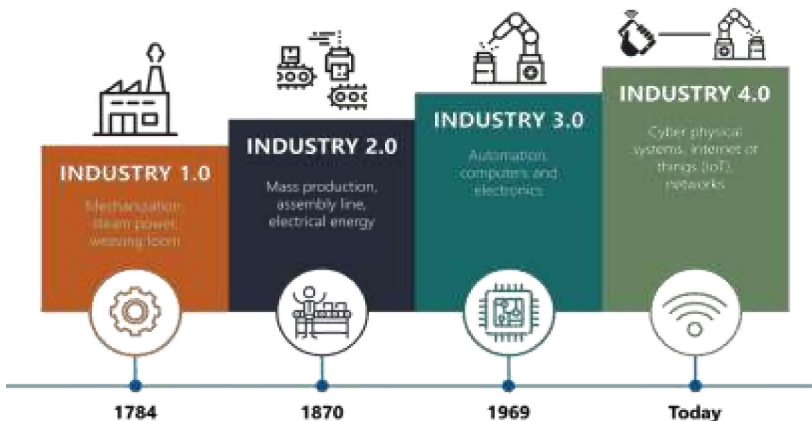 INDUSTRY 1.0
Mechanization,
steam power,
weaving loom
INDUSTRY 2.0
Mass production,
assembly line,
electrical energy
INDUSTRY 3.0
Automation,
computers and
electronics
INDUSTRY 4.0
Cyber physical
systems, internet of
things (IoT),
networks
1784
1870
1969
Today